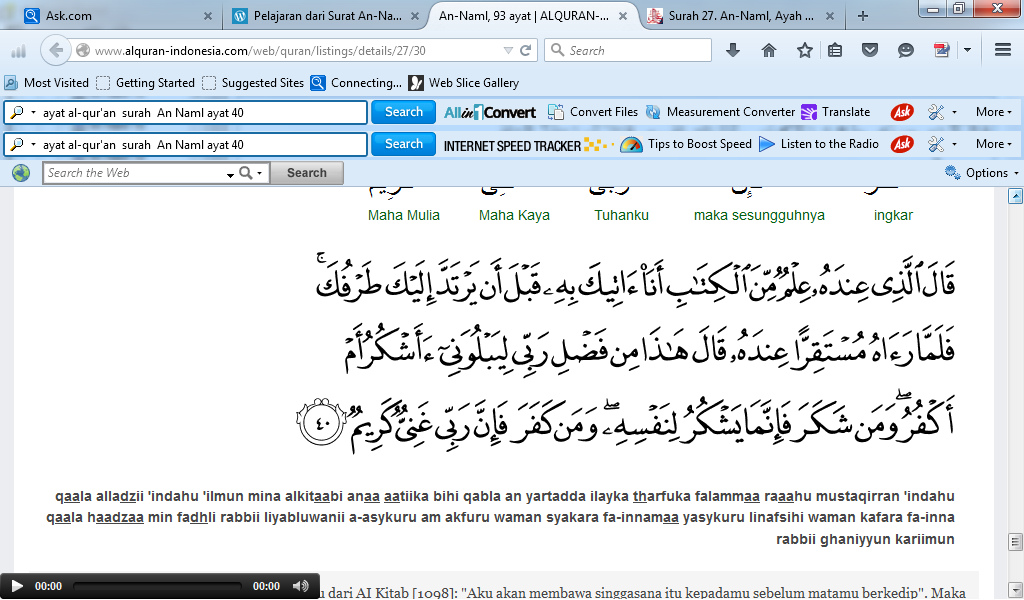 Ask.com
Pelajaran dari Surat An-Na...
An-Naml, 93 ayat | ALQURAN-...
Surah 27. An-Naml, Ayah ...
www.alquran-indonesia.com/web/quran/listings/details/27/30
Search
Most Visited Getting Started Suggested Sites Connecting... Web Slice Gallery
ayat al-qur'an surah An Naml ayat 40 Search Allin1Convert Convert Files Measurement Converter Translate Ask More
ayat al-qur'an surah An Naml ayat 40 Search INTERNET SPEED TRACKER Tips to Boost Speed Listen to the Radio Ask More
Search the Web Search Options
Maha Mulia Maha Kaya Tuhanku maka sesungguhnya ingkar
قَالَ ٱلَّذِى عِندَهُۥ عِلْمٌ مِّنَ ٱلْكِتَٰبِ أَنَا۠ ءَاتِيكَ بِهِۦ قَبْلَ أَن يَرْتَدَّ إِلَيْكَ طَرْفُكَ ۚ
فَلَمَّا رَءَاهُ مُسْتَقِرًّا عِندَهُۥ قَالَ هَٰذَا مِن فَضْلِ رَبِّى لِيَبْلُوَنِىٓ ءَأَشْكُرُ أَمْ
أَكْفُرُ ۖ وَمَن شَكَرَ فَإِنَّمَا يَشْكُرُ لِنَفْسِهِۦ ۖ وَمَن كَفَرَ فَإِنَّ رَبِّى غَنِىٌّ كَرِيمٌ ٤٠
qaala alladzii 'indahu 'ilmun mina alkitaabi anaa aatiika bihi qabla an yartadda ilayka tharfuka falammaa raaahu mustaqirran 'indahu
qaala haadzaa min fadhli rabbii liyabluwanii a-asykuru am akfuru waman syakara fa-innamaa yasykuru linafsihi waman kafara fa-inna
rabbii ghaniyyun kariimun
00:00 00:00
dari AI Kitab [1098]: "Aku akan membawa singgasana itu kepadamu sebelum matamu berkedip". Maka